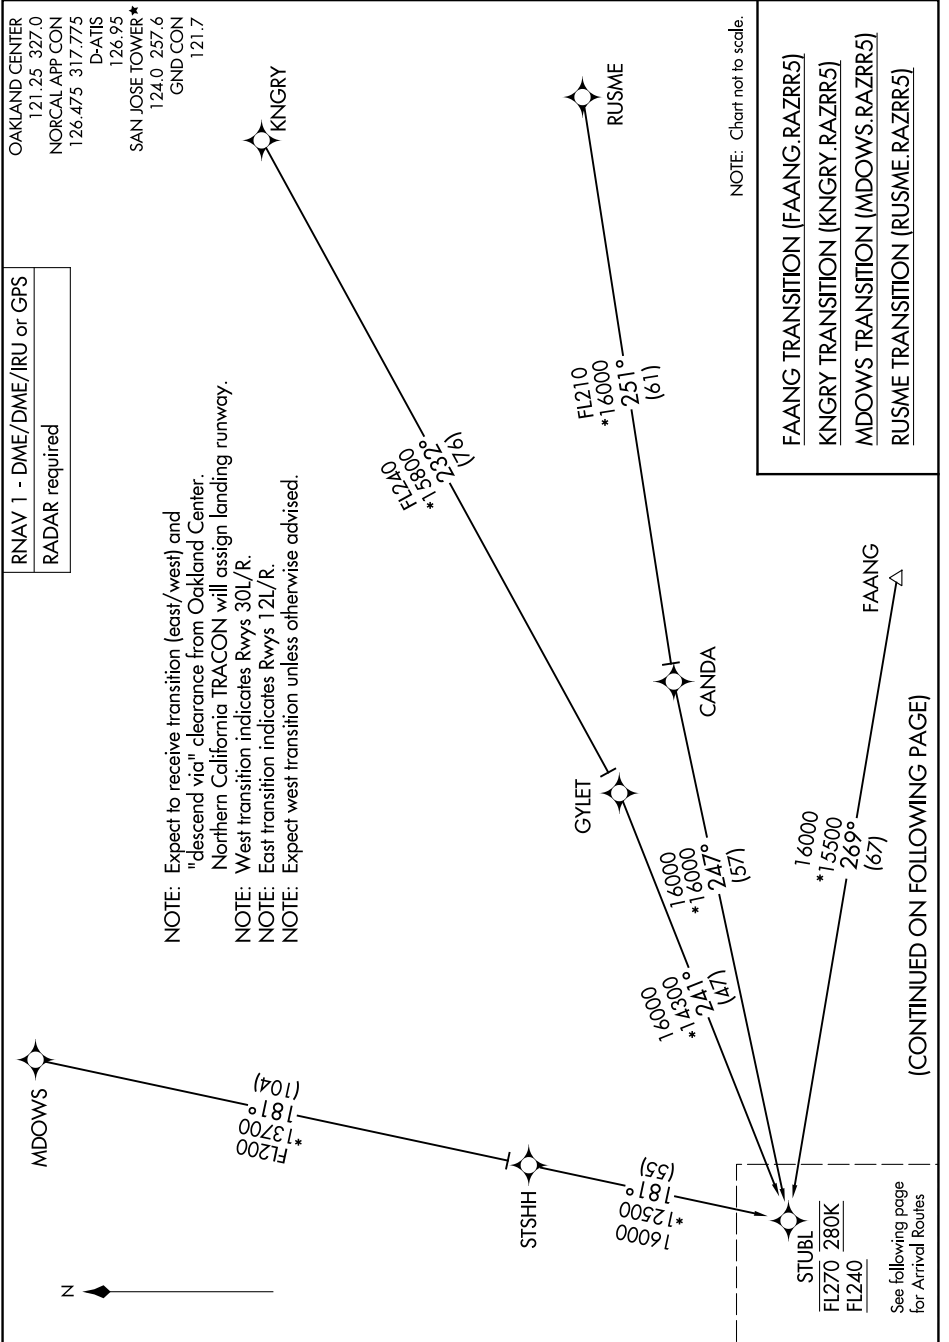 OAKLAND CENTER
121.25 327.0
NORCAL APP CON
126.475 317.775
D-ATIS
126.95
SAN JOSE TOWER★
124.0 257.6
GND CON
121.7
RNAV 1 - DME/DME/IRU or GPS
RADAR required
NOTE: Expect to receive transition (east/west) and
"descend via" clearance from Oakland Center.
Northern California TRACON will assign landing runway.
NOTE: West transition indicates Rwys 30L/R.
NOTE: East transition indicates Rwys 12L/R.
NOTE: Expect west transition unless otherwise advised.
N
MDOWS
FL200
*13700
181°
(104)
STSHH
16000
*12500
181°
(55)
KNGRY
FL240
*15800
232°
(76)
GYLET
16000
*14300
241°
(47)
RUSME
FL210
*16000
251°
(61)
CANDA
16000
*16000
247°
(57)
FAANG
16000
*15500
269°
(67)
STUBL
FL270 280K
FL240
See following page
for Arrival Routes
(CONTINUED ON FOLLOWING PAGE)
NOTE: Chart not to scale.
FAANG TRANSITION (FAANG.RAZRR5)
KNGRY TRANSITION (KNGRY.RAZRR5)
MDOWS TRANSITION (MDOWS.RAZRR5)
RUSME TRANSITION (RUSME.RAZRR5)